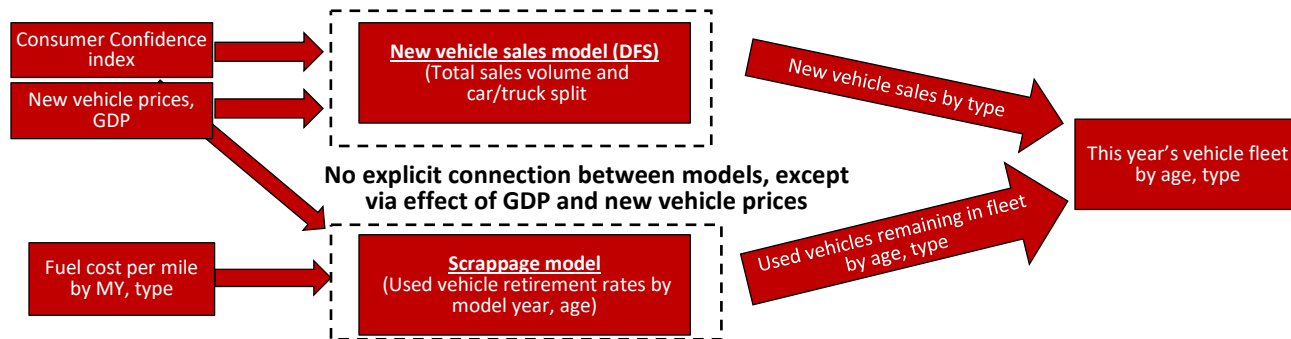 Consumer Confidence
index
New vehicle prices,
GDP
New vehicle sales model (DFS)
(Total sales volume and
car/truck split
New vehicle sales by type
This year's vehicle fleet
by age, type
No explicit connection between models, except
via effect of GDP and new vehicle prices
Fuel cost per mile
by MY, type
Scrappage model
(Used vehicle retirement rates by
model year, age)
Used vehicles remaining in fleet
by age, type